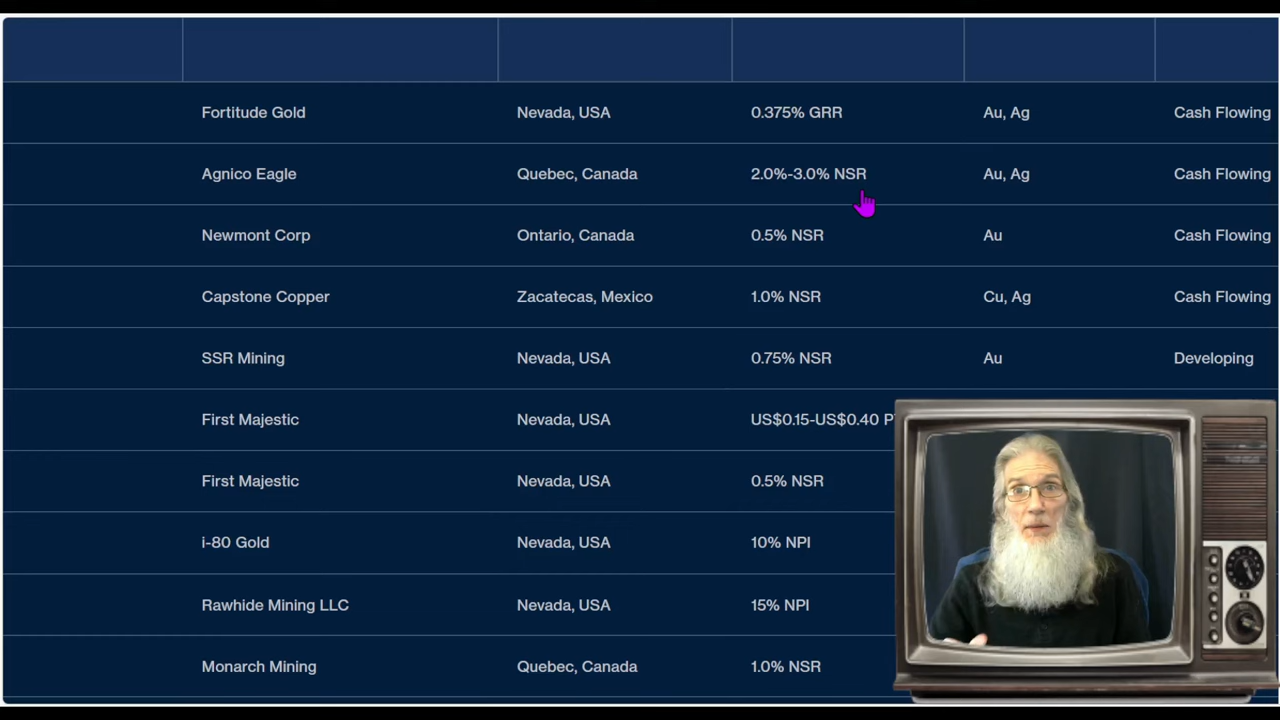 Fortitude Gold Nevada, USA 0.375% GRR Au, Ag Cash Flowing
Agnico Eagle Quebec, Canada 2.0%-3.0% NSR Au, Ag Cash Flowing
Newmont Corp Ontario, Canada 0.5% NSR Au Cash Flowing
Capstone Copper Zacatecas, Mexico 1.0% NSR Cu, Ag Cash Flowing
SSR Mining Nevada, USA 0.75% NSR Au Developing
First Majestic Nevada, USA US$0.15-US$0.40
First Majestic Nevada, USA 0.5% NSR
i-80 Gold Nevada, USA 10% NPI
Rawhide Mining LLC Nevada, USA 15% NPI
Monarch Mining Quebec, Canada 1.0% NSR